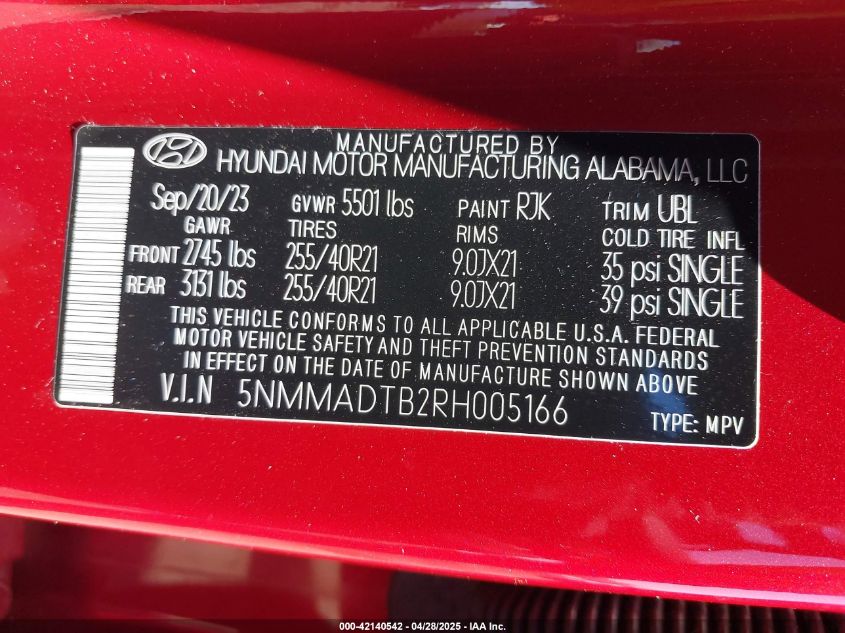 MANUFACTURED BY
HYUNDAI MOTOR MANUFACTURING ALABAMA, LLC
Sep/20/23 GVWR 5501 lbs PAINT RJK TRIM UBL
GAWR TIRES RIMS COLD TIRE INFL
FRONT 2745 lbs 255/40R21 9.0JX21 35 psi SINGLE
REAR 3131 lbs 255/40R21 9.0JX21 39 psi SINGLE
THIS VEHICLE CONFORMS TO ALL APPLICABLE U.S.A. FEDERAL
MOTOR VEHICLE SAFETY AND THEFT PREVENTION STANDARDS
IN EFFECT ON THE DATE OF MANUFACTURE SHOWN ABOVE
V.I.N 5NMMADTB2RH005166
TYPE: MPV
000-42140542 - 04/28/2025 - IAA Inc.